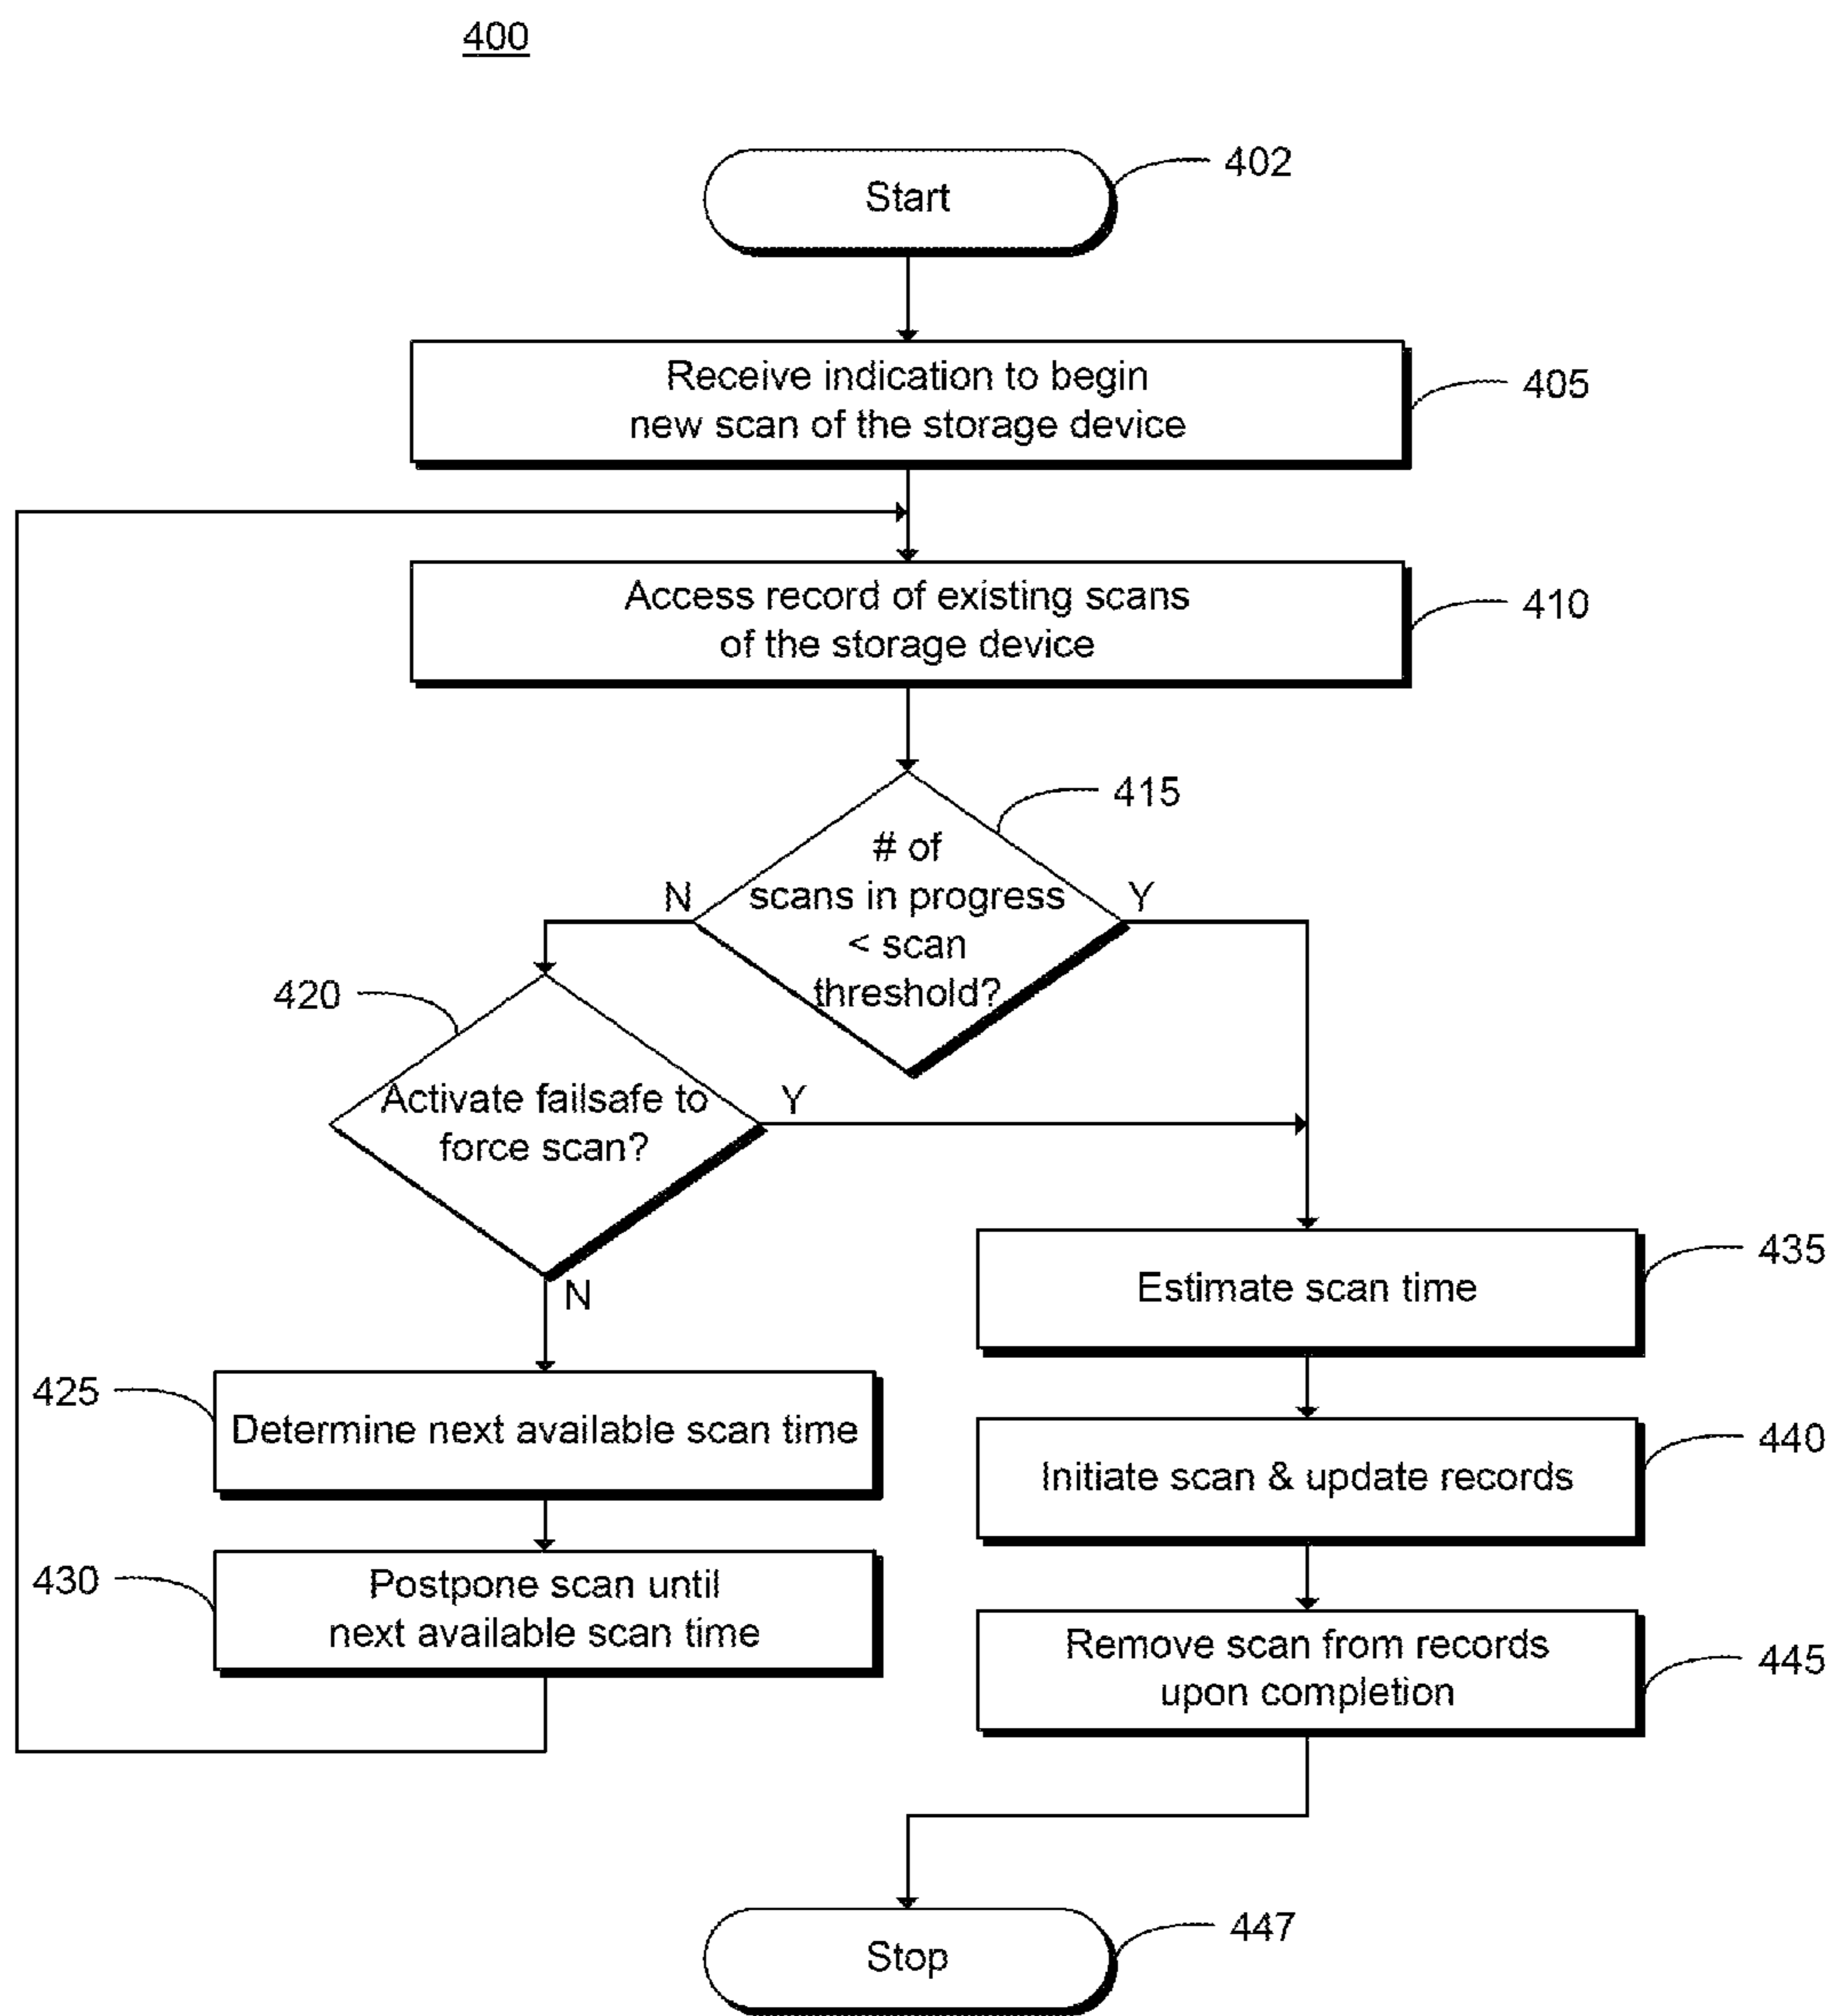 400
Start
402
Receive indication to begin
new scan of the storage device
405
Access record of existing scans
of the storage device
410
415
# of
scans in progress
< scan
threshold?
N
Y
420
Activate failsafe to
force scan?
Y
N
435
Estimate scan time
425
Determine next available scan time
440
Initiate scan & update records
430
Postpone scan until
next available scan time
Remove scan from records
upon completion
445
447
Stop